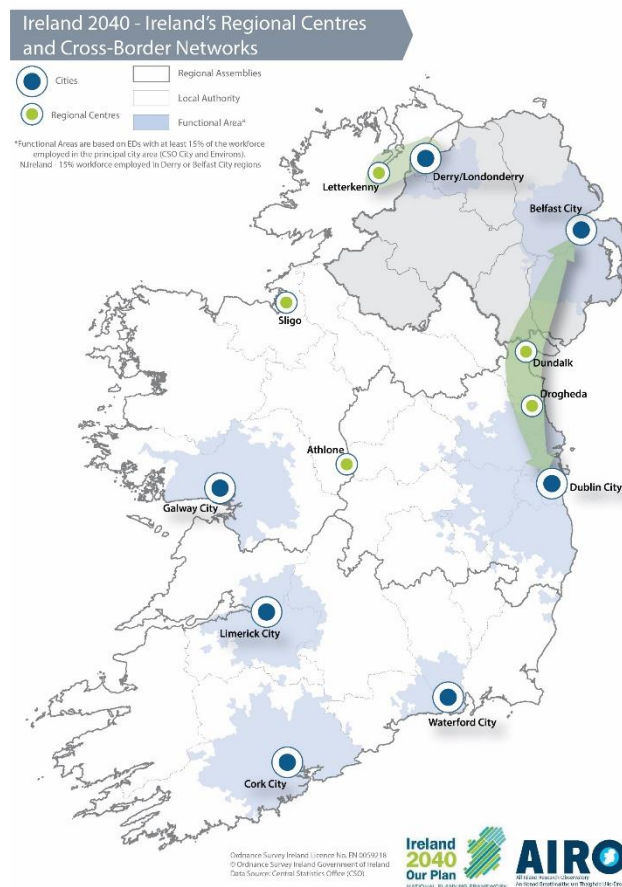 Ireland 2040 - Ireland's Regional Centres
and Cross-Border Networks
Cities
Regional Centres
Regional Assemblies
Local Authority
Functional Area*
*Functional Areas are based on EDs with at least 15% of the workforce
employed in the principal city area (CSO City and Environs).
N.Ireland - 15% workforce employed in Derry or Belfast City regions
Letterkenny
Derry/Londonderry
Belfast City
Sligo
Dundalk
Drogheda
Athlone
Dublin City
Galway City
Limerick City
Waterford City
Cork City
Ordnance Survey Ireland Licence No. EN 0059218
© Ordnance Survey Ireland Government of Ireland
Data Source: Central Statistics Office (CSO)
Ireland
2040
Our Plan
NATIONAL PLANNING FRAMEWORK
AIRO
All-Island Research Observatory